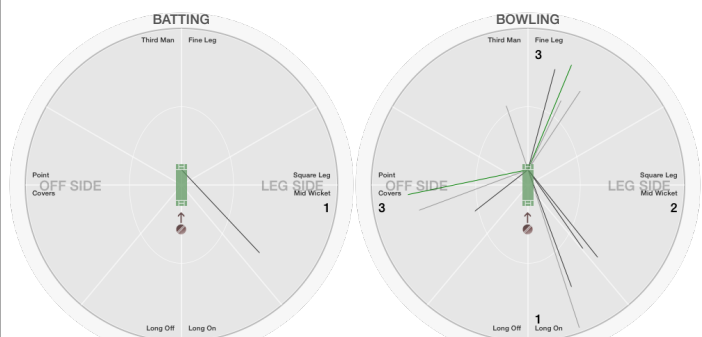 BATTING
Third Man Fine Leg
Point
Covers
OFF SIDE
LEG SIDE
Square Leg
Mid Wicket
1
Long Off Long On
BOWLING
Third Man Fine Leg
3
Point
Covers
OFF SIDE
3
LEG SIDE
Square Leg
Mid Wicket
2
1
Long Off Long On